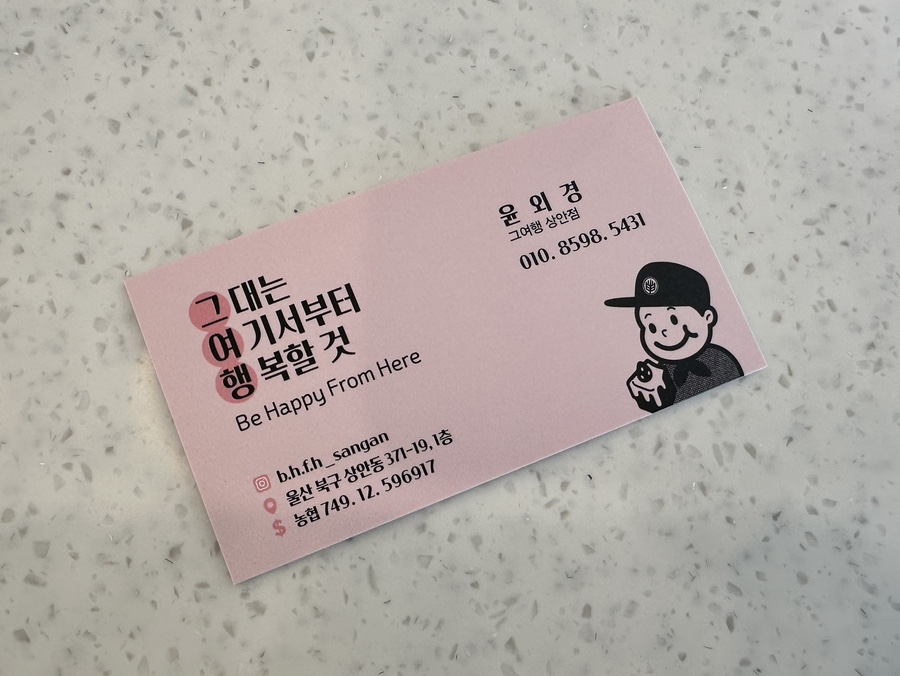 그대는
여기서부터
행복할 것
Be Happy From Here
b.h.f.h_sangan
울산 북구 상안동 371-19, 1층
농협 749. 12. 596917
윤 외 경
그여행 상안점
010. 8598. 5431